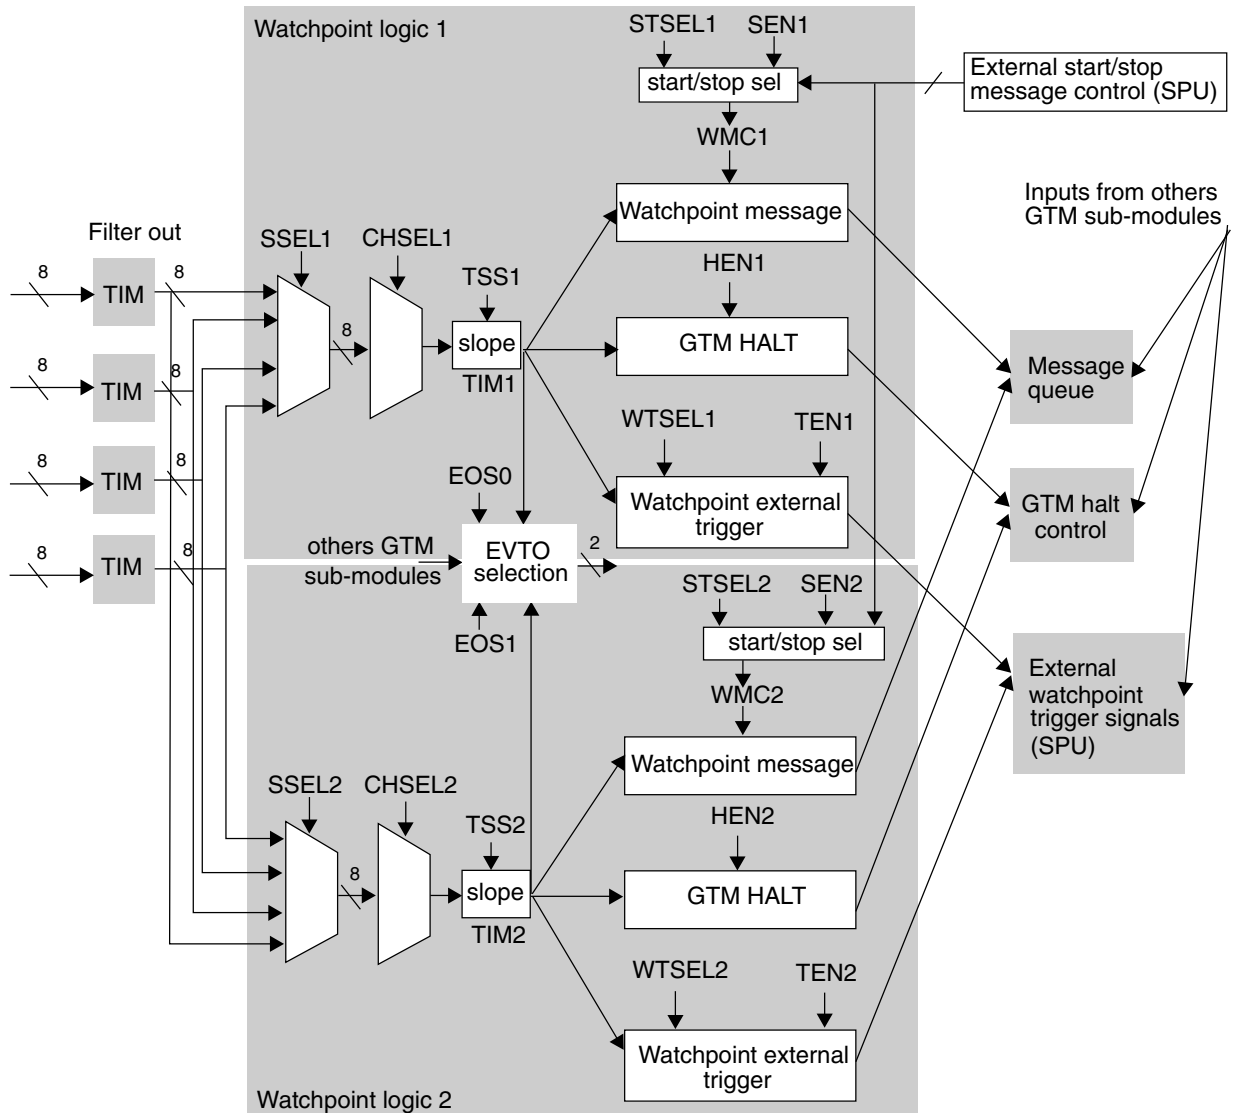 Watchpoint logic 1
STSEL1
SEN1
start/stop sel
External start/stop
message control (SPU)
WMC1
Inputs from others
GTM sub-modules
Watchpoint message
Filter out
SSEL1
CHSEL1
HEN1
8
8
TIM
TSS1
8
slope
TIM1
GTM HALT
Message
queue
8
8
TIM
WTSEL1
TEN1
8
8
TIM
EOS0
Watchpoint external
trigger
GTM halt
control
8
8
TIM
others GTM
sub-modules
EVTO
selection
2
EOS1
STSEL2
SEN2
start/stop sel
WMC2
External
watchpoint
trigger signals
(SPU)
Watchpoint message
SSEL2
CHSEL2
TSS2
HEN2
8
slope
TIM2
GTM HALT
WTSEL2
TEN2
Watchpoint external
trigger
Watchpoint logic 2